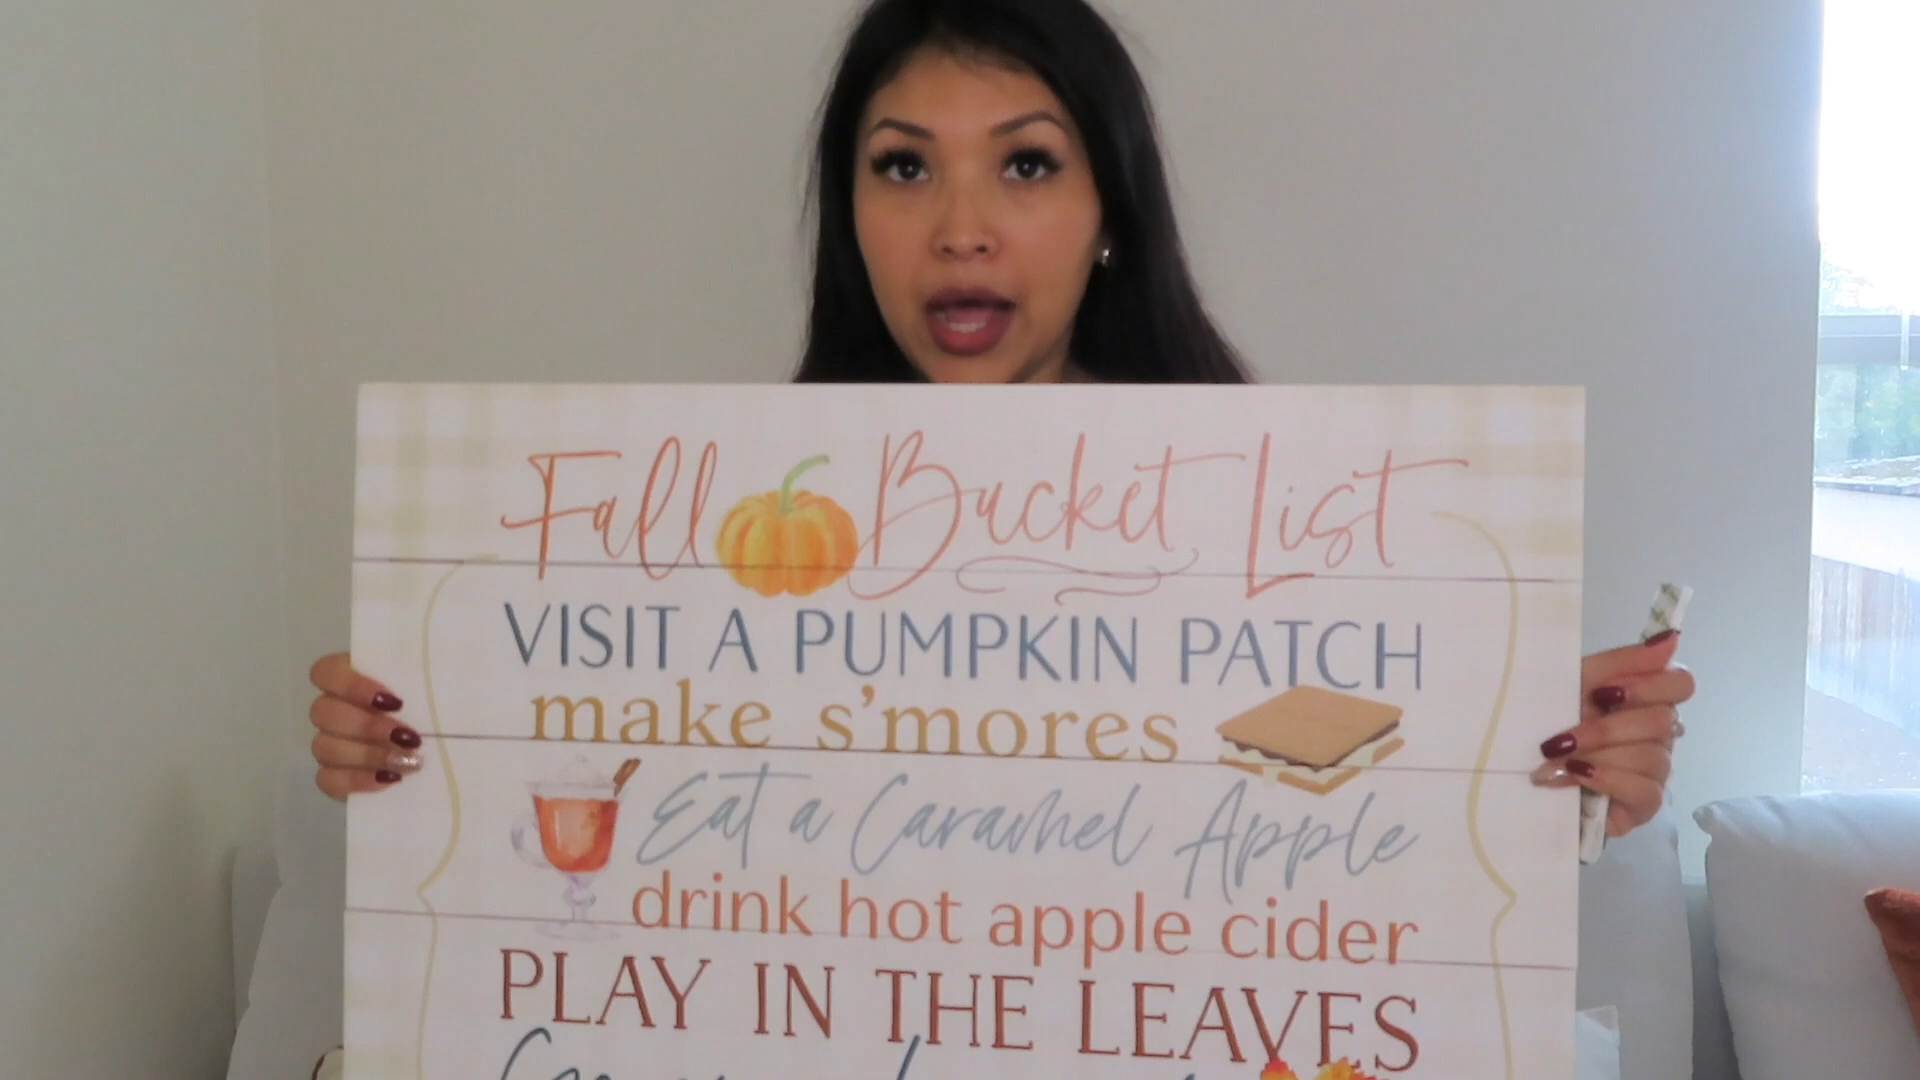 Fall Bucket List
VISIT A PUMPKIN PATCH
make s'mores
Eat a Caramel Apple
drink hot apple cider
PLAY IN THE LEAVES